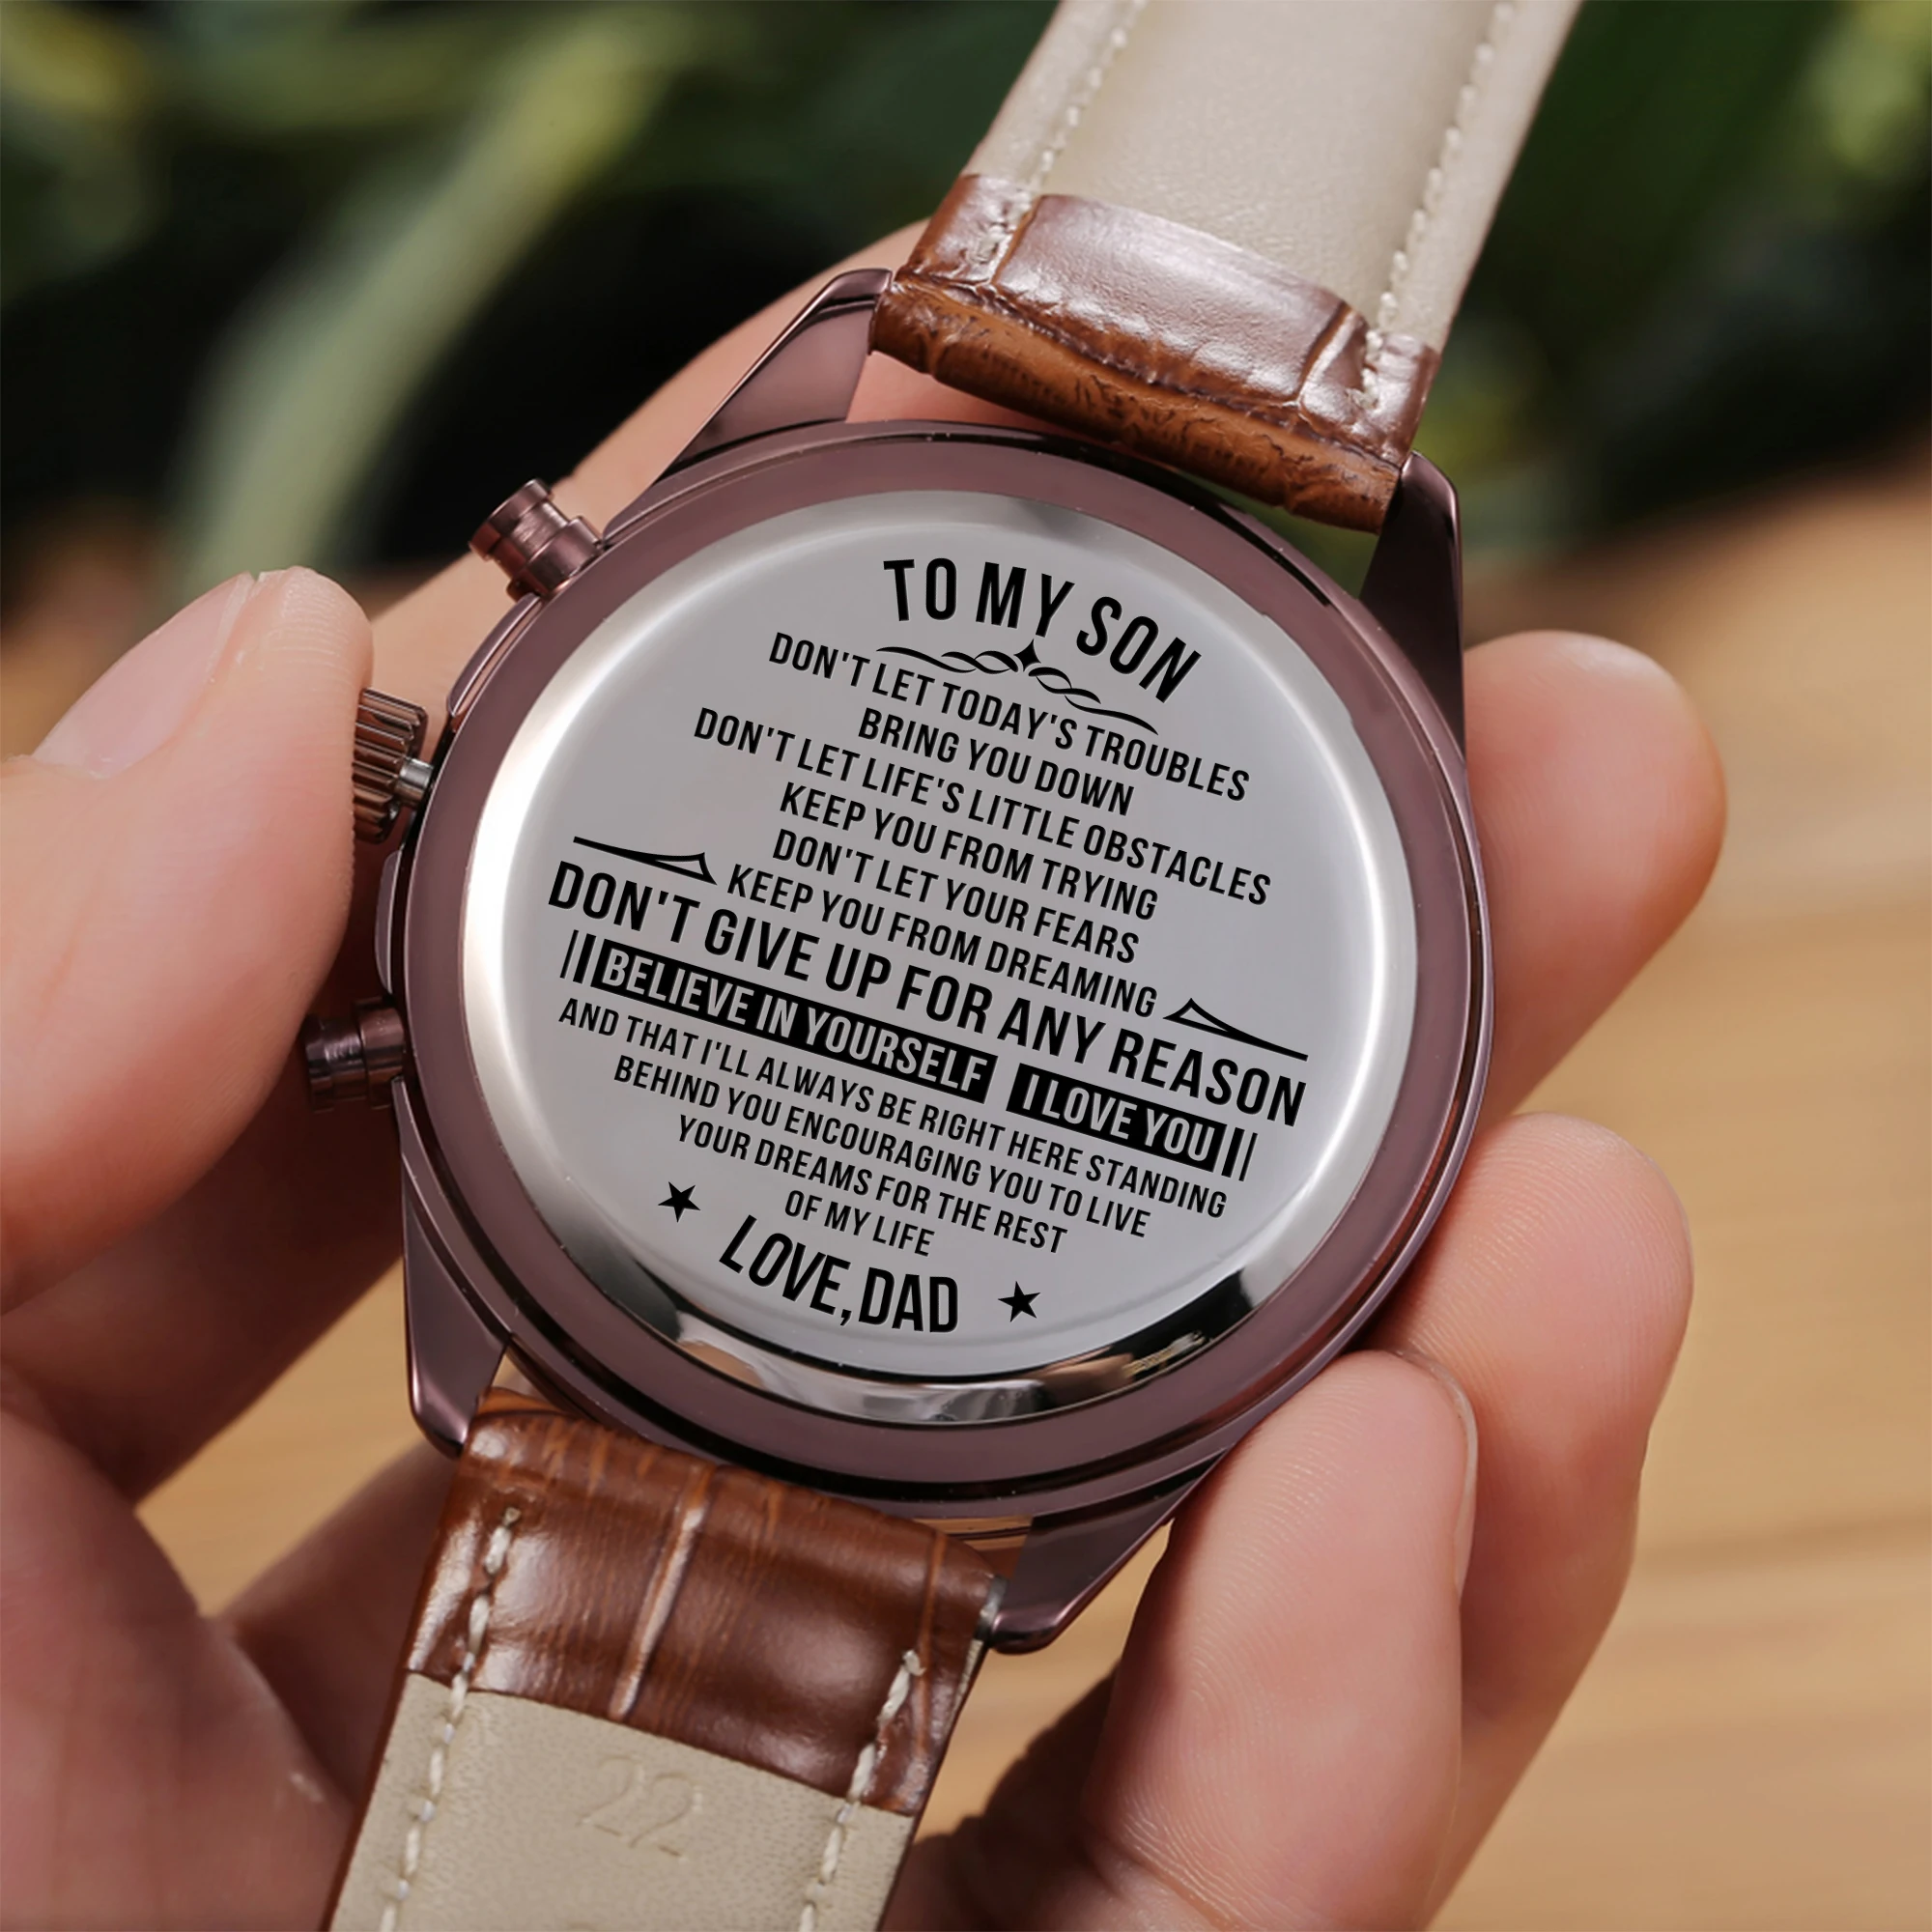 TO MY SON
DON'T LET TODAY'S TROUBLES
BRING YOU DOWN
DON'T LET LIFE'S LITTLE OBSTACLES
KEEP YOU FROM TRYING
DON'T LET YOUR FEARS
KEEP YOU FROM DREAMING
DON'T GIVE UP FOR ANY REASON
BELIEVE IN YOURSELF I LOVE YOU
AND THAT I'LL ALWAYS BE RIGHT HERE STANDING
BEHIND YOU ENCOURAGING YOU TO LIVE
YOUR DREAMS FOR THE REST
OF MY LIFE
LOVE, DAD
22